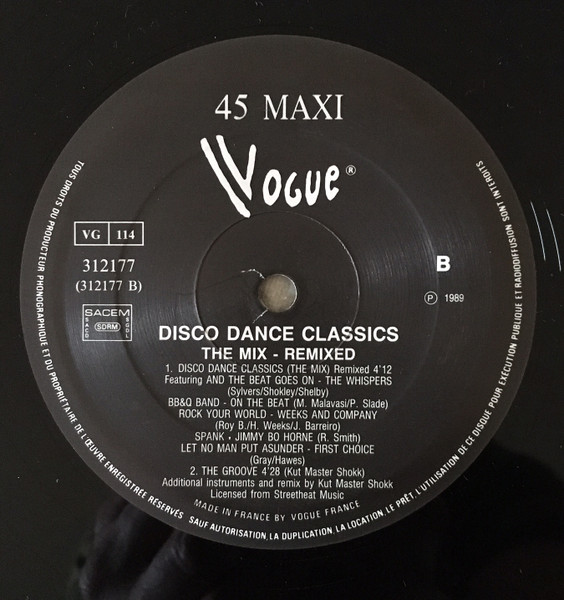 45 MAXI
VOGUE®
VG 114
312177
(312177 B)
SACEM
SACD SDRM SGDL
B
Ⓟ 1989
DISCO DANCE CLASSICS
THE MIX - REMIXED
1. DISCO DANCE CLASSICS (THE MIX) Remixed 4'12
Featuring AND THE BEAT GOES ON - THE WHISPERS
(Sylvers/Shokley/Shelby)
BB&Q BAND - ON THE BEAT (M. Malavasi/P. Slade)
ROCK YOUR WORLD - WEEKS AND COMPANY
(Roy B./H. Weeks/J. Barreiro)
SPANK • JIMMY BO HORNE (R. Smith)
LET NO MAN PUT ASUNDER - FIRST CHOICE
(Gray/Hawes)
2. THE GROOVE 4'28 (Kut Master Shokk)
Additional instruments and remix by Kut Master Shokk
Licensed from Streetheat Music
MADE IN FRANCE BY VOGUE FRANCE
TOUS DROITS DU PRODUCTEUR PHONOGRAPHIQUE ET DU PROPRIÉTAIRE DE L'ŒUVRE ENREGISTRÉE RÉSERVÉS SAUF AUTORISATION, LA DUPLICATION, LA LOCATION, LE PRÊT, L'UTILISATION DE CE DISQUE POUR EXÉCUTION PUBLIQUE ET RADIODIFFUSION SONT INTERDITS